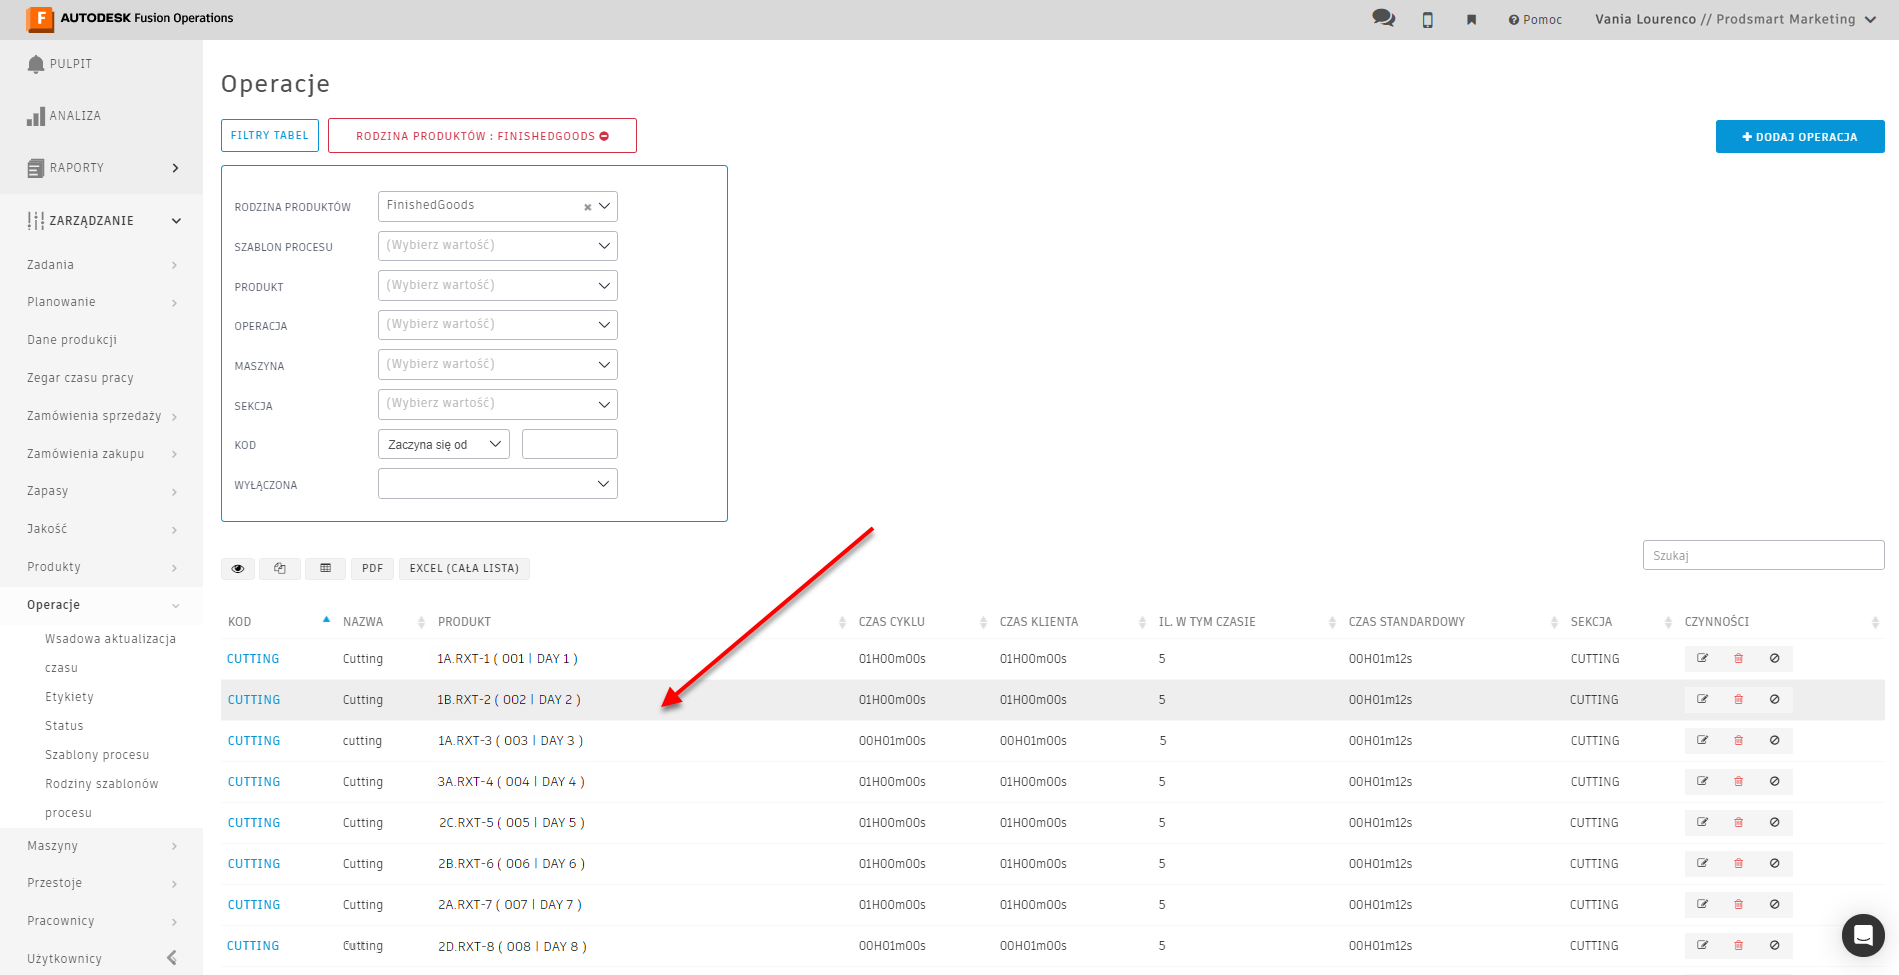 AUTODESK Fusion Operations
Pomoc
Vania Lourenco // Prodsmart Marketing
PULPIT
ANALIZA
RAPORTY
ZARZĄDZANIE
Zadania
Planowanie
Dane produkcji
Zegar czasu pracy
Zamówienia sprzedaży
Zamówienia zakupu
Zapasy
Jakość
Produkty
Operacje
Wsadowa aktualizacja
czasu
Etykiety
Status
Szablony procesu
Rodziny szablonów
procesu
Maszyny
Przestoje
Pracownicy
Użytkownicy
Operacje
FILTRY TABEL
RODZINA PRODUKTÓW : FINISHEDGOODS
DODAJ OPERACJA
RODZINA PRODUKTÓW FinishedGoods
SZABLON PROCESU (Wybierz wartość)
PRODUKT (Wybierz wartość)
OPERACJA (Wybierz wartość)
MASZYNA (Wybierz wartość)
SEKCJA (Wybierz wartość)
KOD Zaczyna się od
WYŁĄCZONA
PDF EXCEL (CAŁA LISTA)
Szukaj
KOD NAZWA PRODUKT CZAS CYKLU CZAS KLIENTA IL. W TYM CZASIE CZAS STANDARDOWY SEKCJA CZYNNOŚCI
CUTTING Cutting 1A.RXT-1 ( 001 | DAY 1 ) 01H00m00s 01H00m00s 5 00H01m12s CUTTING
CUTTING Cutting 1B.RXT-2 ( 002 | DAY 2 ) 01H00m00s 01H00m00s 5 00H01m12s CUTTING
CUTTING cutting 1A.RXT-3 ( 003 | DAY 3 ) 00H01m00s 00H01m00s 5 00H01m12s CUTTING
CUTTING Cutting 3A.RXT-4 ( 004 | DAY 4 ) 01H00m00s 01H00m00s 5 00H01m12s CUTTING
CUTTING Cutting 2C.RXT-5 ( 005 | DAY 5 ) 01H00m00s 01H00m00s 5 00H01m12s CUTTING
CUTTING Cutting 2B.RXT-6 ( 006 | DAY 6 ) 01H00m00s 01H00m00s 5 00H01m12s CUTTING
CUTTING Cutting 2A.RXT-7 ( 007 | DAY 7 ) 01H00m00s 01H00m00s 5 00H01m12s CUTTING
CUTTING Cutting 2D.RXT-8 ( 008 | DAY 8 ) 01H00m00s 01H00m00s 5 00H01m12s CUTTING